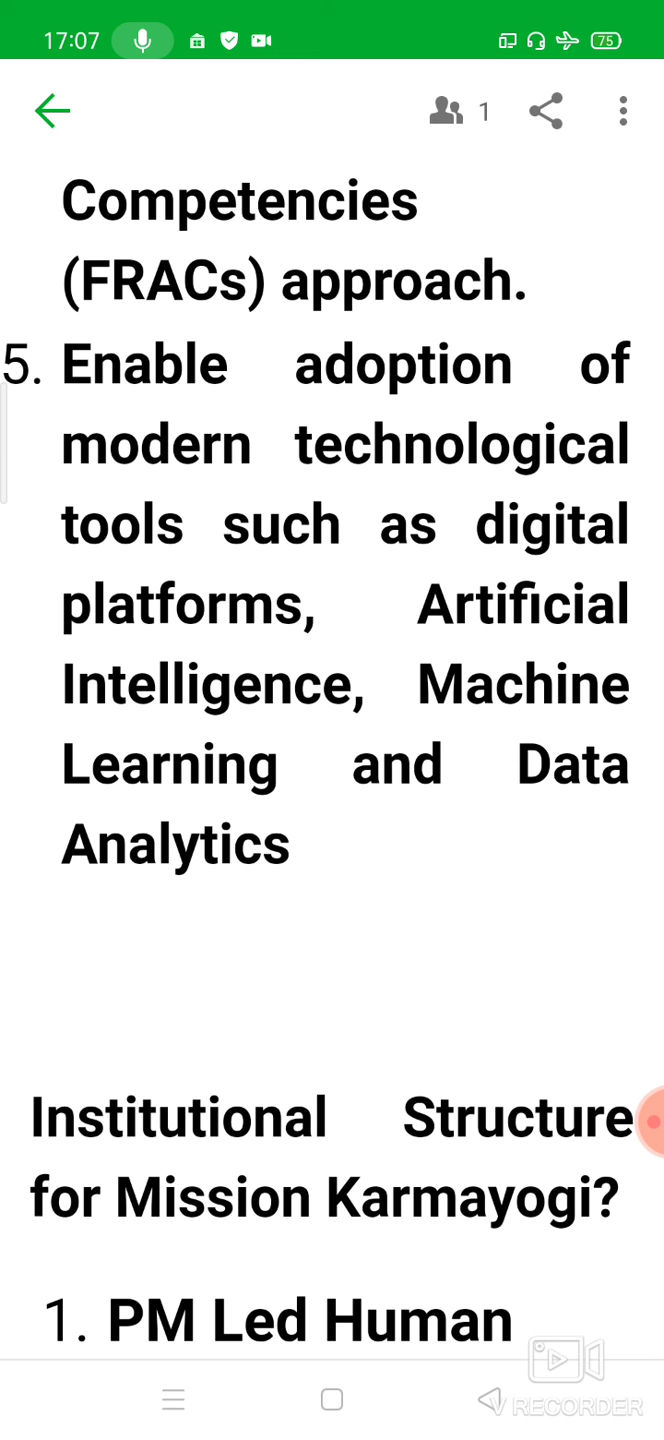 17:07
75
1
Competencies
(FRACs) approach.
5. Enable adoption of
modern technological
tools such as digital
platforms, Artificial
Intelligence, Machine
Learning and Data
Analytics
Institutional Structure
for Mission Karmayogi?
1. PM Led Human
V RECORDER